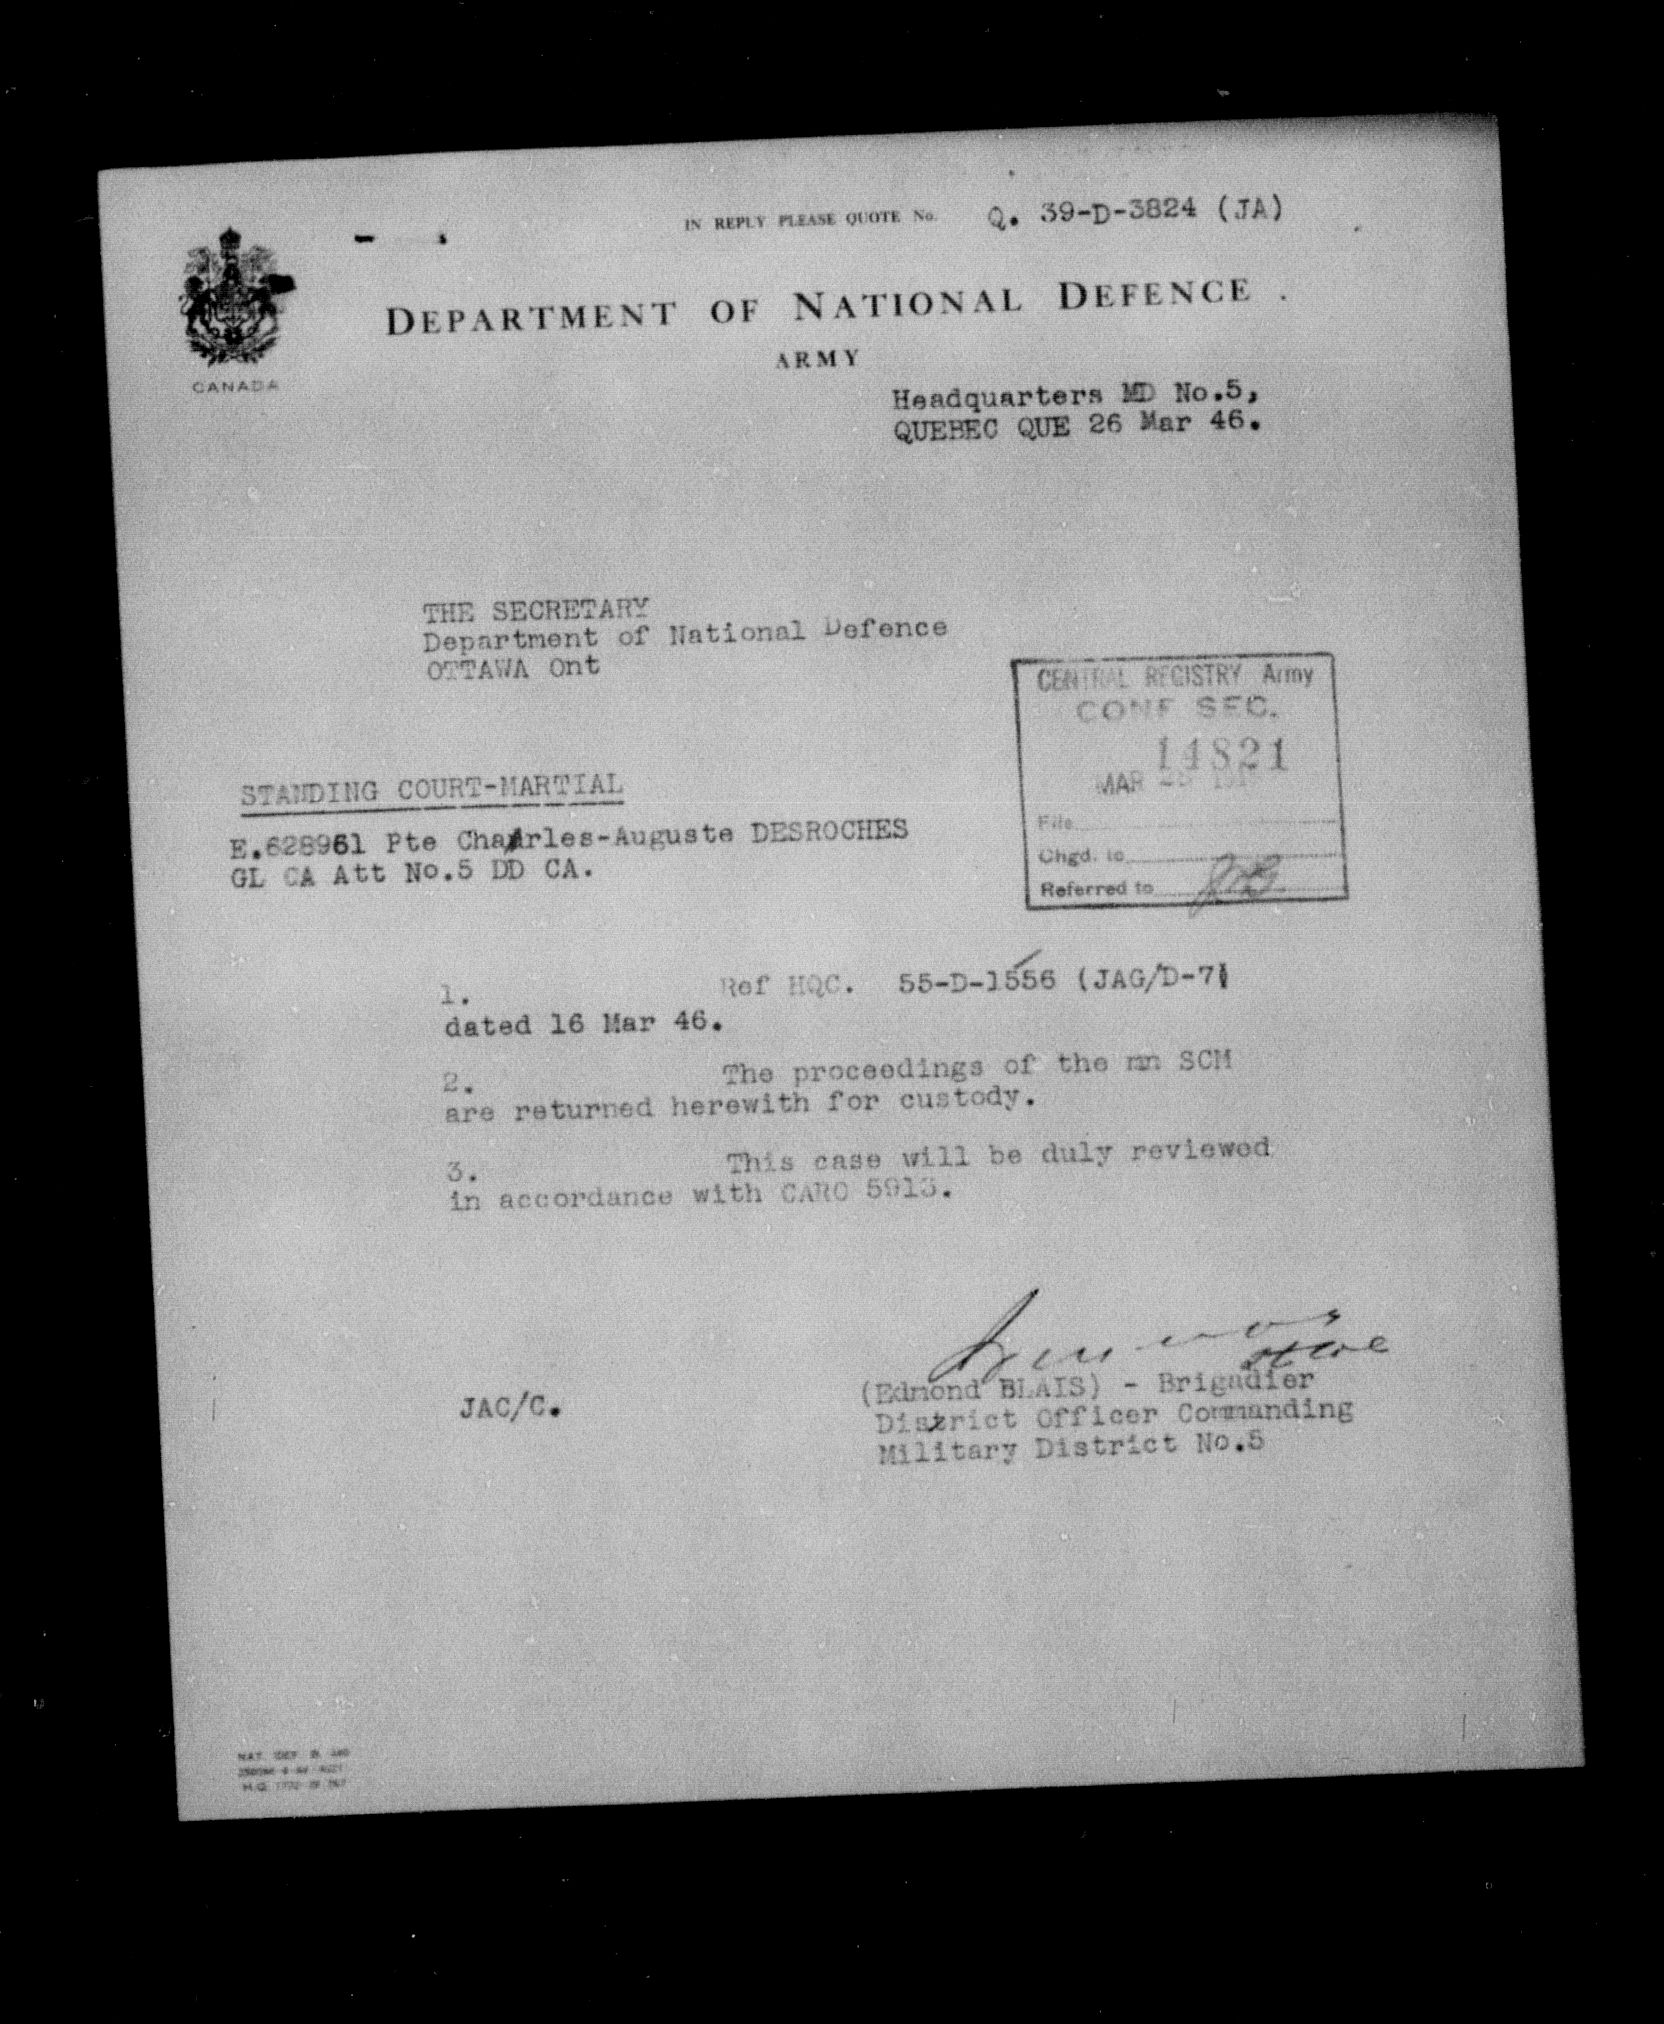 IN REPLY PLEASE QUOTE No. Q. 39-D-3824 (JA)
CANADA
DEPARTMENT OF NATIONAL DEFENCE
ARMY
Headquarters MD No.5,
QUEBEC QUE 26 Mar 46.
THE SECRETARY
Department of National Defence
OTTAWA Ont
CENTRAL REGISTRY Army
CONF SEC.
14821
MAR
File
Chgd. to
Referred to
STANDING COURT-MARTIAL
E.628961 Pte Charles-Auguste DESROCHES
GL CA Att No.5 DD CA.
1. Ref HQC. 55-D-1556 (JAG/D-7)
dated 16 Mar 46.
2. The proceedings of the mn SCM
are returned herewith for custody.
3. This case will be duly reviewed
in accordance with CARO 5913.
(Edmond BLAIS) - Brigadier
District Officer Commanding
Military District No.5
JAC/C.
NAT. DEF. B